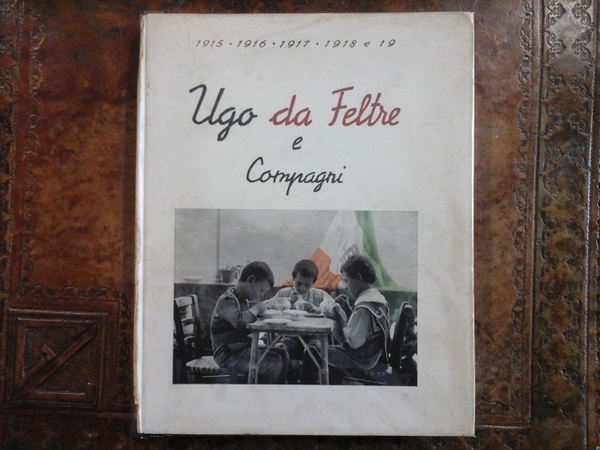 1915 · 1916 · 1917 · 1918 e 19
Ugo da Feltre
e
Compagni